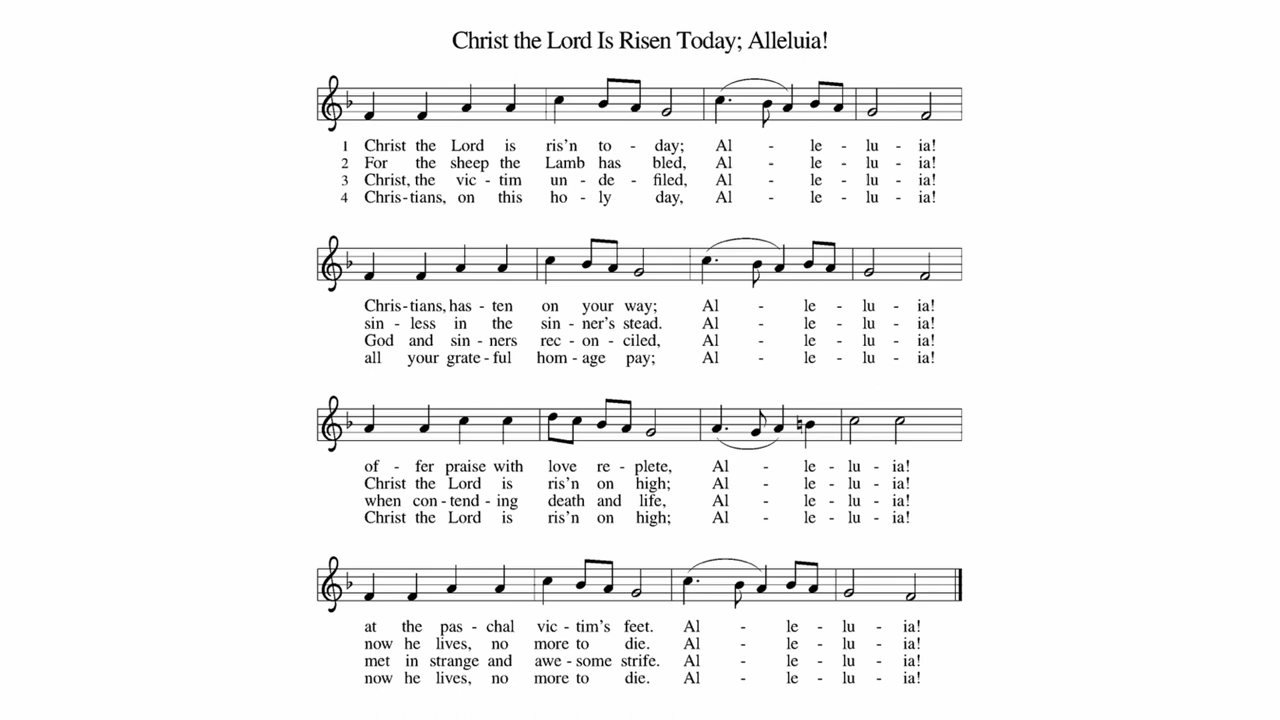 Christ the Lord Is Risen Today; Alleluia!
1 Christ the Lord is ris'n to - day; Al - le - lu - ia!
2 For the sheep the Lamb has bled, Al - le - lu - ia!
3 Christ, the vic - tim un - de - filed, Al - le - lu - ia!
4 Chris - tians, on this ho - ly day, Al - le - lu - ia!
Chris - tians, has - ten on your way; Al - le - lu - ia!
sin - less in the sin - ner's stead. Al - le - lu - ia!
God and sin - ners rec - on - ciled, Al - le - lu - ia!
all your grate - ful hom - age pay; Al - le - lu - ia!
of - fer praise with love re - plete, Al - le - lu - ia!
Christ the Lord is ris'n on high; Al - le - lu - ia!
when con - tend - ing death and life, Al - le - lu - ia!
Christ the Lord is ris'n on high; Al - le - lu - ia!
at the pas - chal vic - tim's feet. Al - le - lu - ia!
now he lives, no more to die. Al - le - lu - ia!
met in strange and awe - some strife. Al - le - lu - ia!
now he lives, no more to die. Al - le - lu - ia!